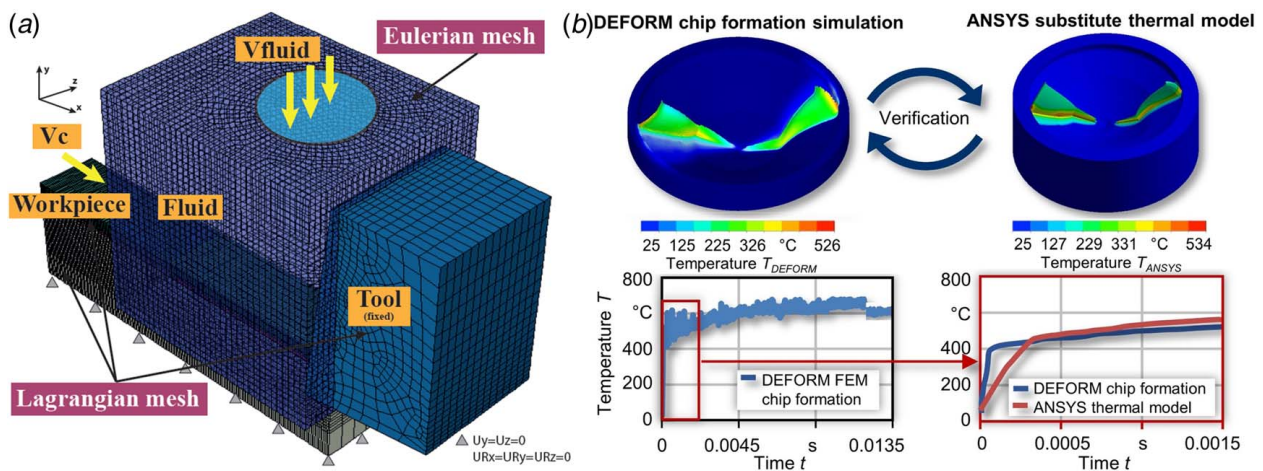 (a)
Vfluid
Eulerian mesh
y
z
x
Vc
Workpiece
Fluid
Tool
(fixed)
Lagrangian mesh
Uy=Uz=0
URx=URy=URz=0
(b)
DEFORM chip formation simulation
ANSYS substitute thermal model
Verification
25 125 225 326 °C 526
Temperature TDEFORM
25 127 229 331 °C 534
Temperature TANSYS
Temperature T
800
°C
400
200
0
DEFORM FEM
chip formation
0 0.0045 s 0.0135
Time t
800
°C
400
200
0
DEFORM chip formation
ANSYS thermal model
0 0.0005 s 0.0015
Time t